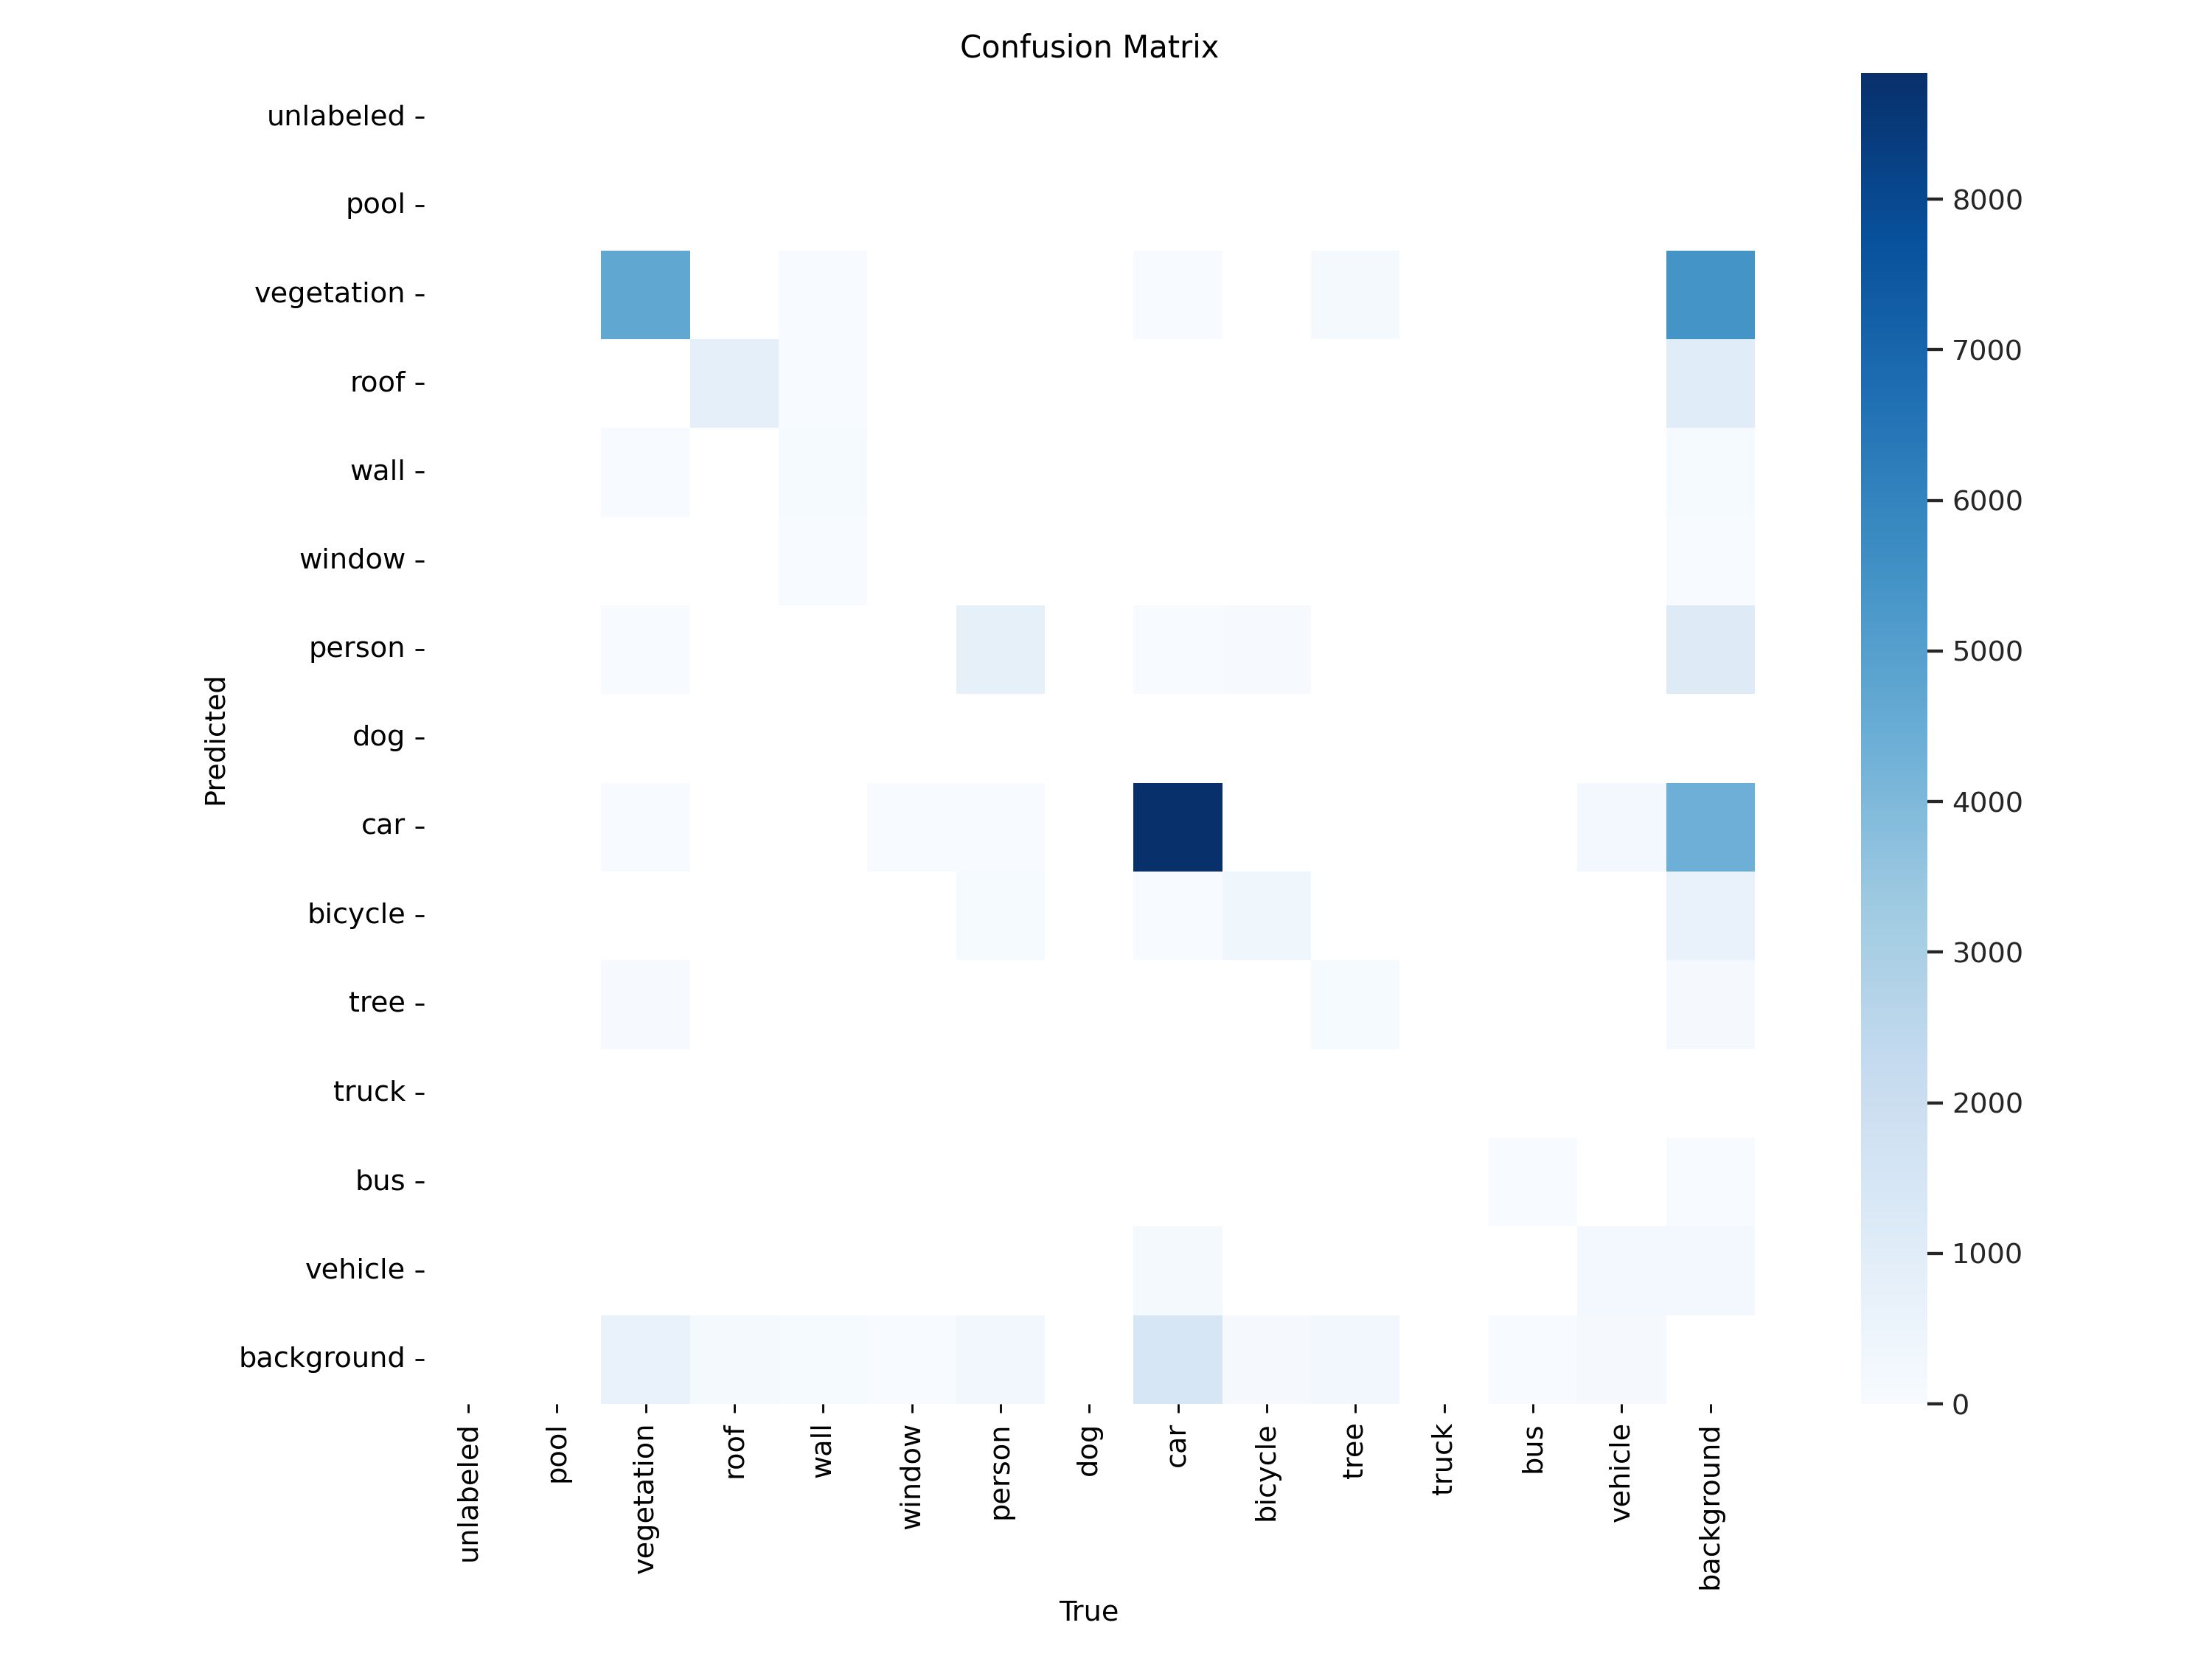 Confusion Matrix
unlabeled
pool
vegetation
roof
wall
window
person
dog
car
bicycle
tree
truck
bus
vehicle
background
Predicted
unlabeled
pool
vegetation
roof
wall
window
person
dog
car
bicycle
tree
truck
bus
vehicle
background
True
8000
7000
6000
5000
4000
3000
2000
1000
0